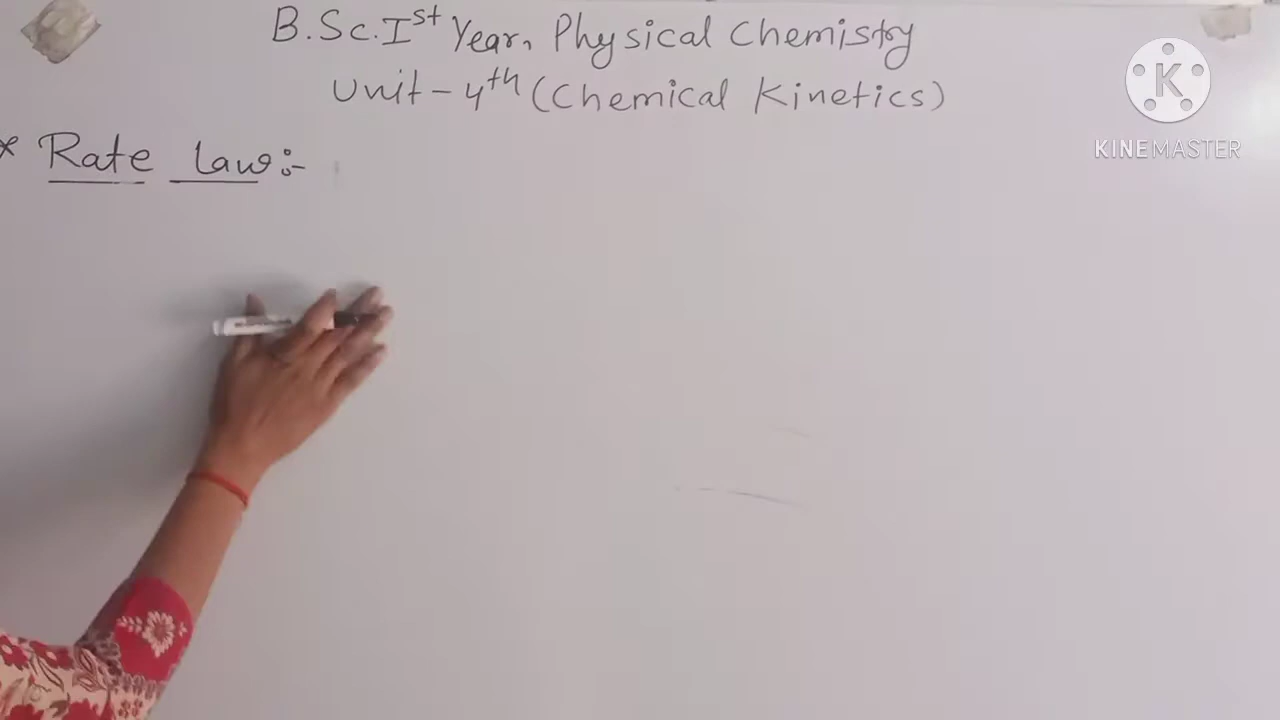 B.Sc. Ist Year, Physical Chemistry
Unit - 4th (Chemical Kinetics)
* Rate law :-
K
KINEMASTER